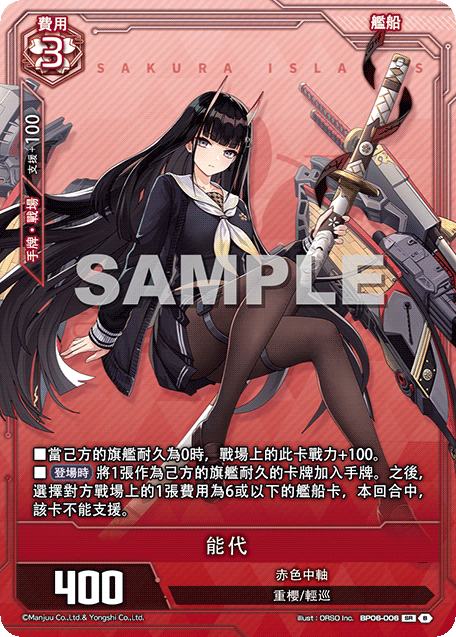 費用
艦船
3
SAKURA ISLANDS
支援+100
手牌・戰場
SAMPLE
■當己方的旗艦耐久為0時，戰場上的此卡戰力+100。
■ 登場時 將1張作為己方的旗艦耐久的卡牌加入手牌。之後，
選擇對方戰場上的1張費用為6或以下的艦船卡，本回合中，
該卡不能支援。
能代
400
赤色中軸
重櫻/輕巡
©Manjuu Co.,Ltd.& Yongshi Co.,Ltd.
illust : ORSO Inc.
BP06-006 SR B